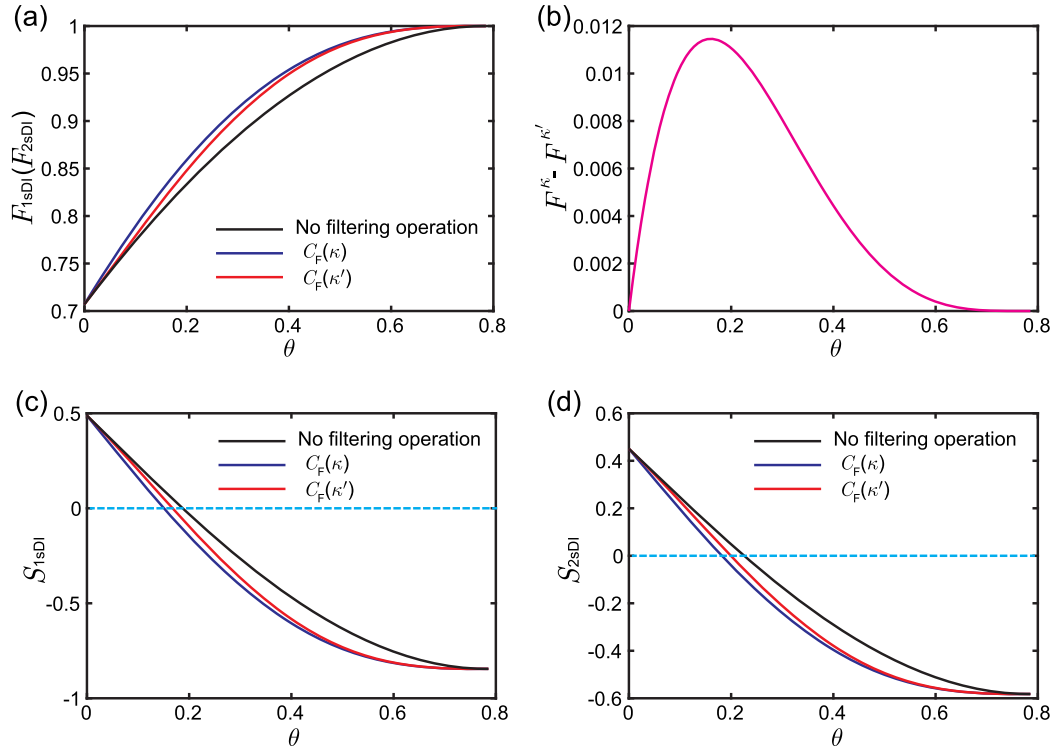 (a)
1
0.95
0.9
0.85
0.8
0.75
0.7
0
0.2
0.4
0.6
0.8
F1sDI(F2sDI)
θ
No filtering operation
CF(κ)
CF(κ′)
(b)
0.012
0.01
0.008
0.006
0.004
0.002
0
0
0.2
0.4
0.6
0.8
F^κ- F^κ′
θ
(c)
0.5
0
-0.5
-1
0
0.2
0.4
0.6
0.8
S1sDI
θ
No filtering operation
CF(κ)
CF(κ′)
(d)
0.6
0.4
0.2
0
-0.2
-0.4
-0.6
0
0.2
0.4
0.6
0.8
S2sDI
θ
No filtering operation
CF(κ)
CF(κ′)